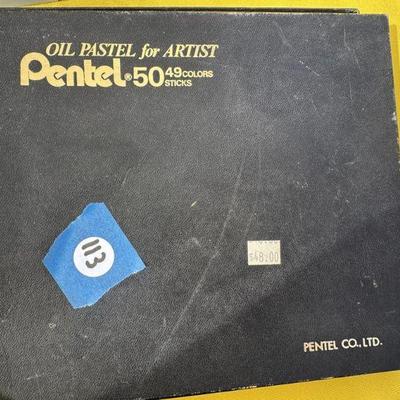 OIL PASTEL for ARTIST
Pentel® 50 49 COLORS
STICKS
113
$48.00
PENTEL CO., LTD.